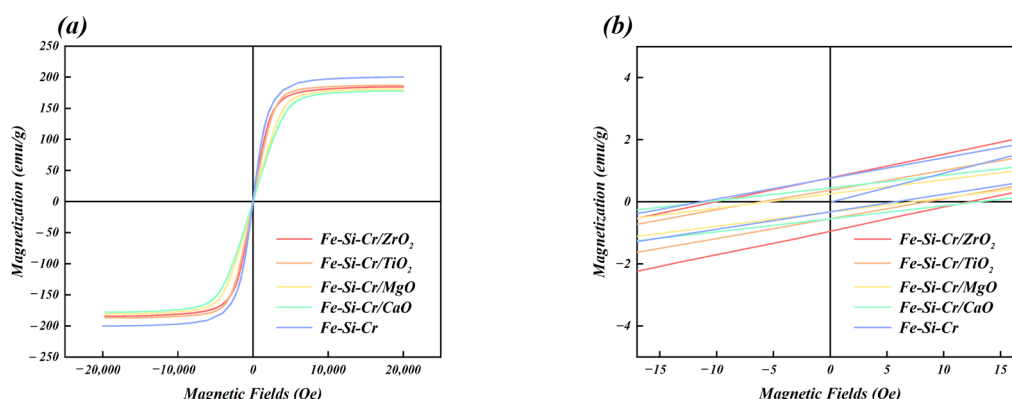 (a)
250
200
150
100
50
0
−50
−100
−150
−200
−250
Magnetization (emu/g)
Fe-Si-Cr/ZrO2
Fe-Si-Cr/TiO2
Fe-Si-Cr/MgO
Fe-Si-Cr/CaO
Fe-Si-Cr
−20,000 −10,000 0 10,000 20,000
Magnetic Fields (Oe)
(b)
4
2
0
−2
−4
Magnetization (emu/g)
Fe-Si-Cr/ZrO2
Fe-Si-Cr/TiO2
Fe-Si-Cr/MgO
Fe-Si-Cr/CaO
Fe-Si-Cr
−15 −10 −5 0 5 10 15
Magnetic Fields (Oe)